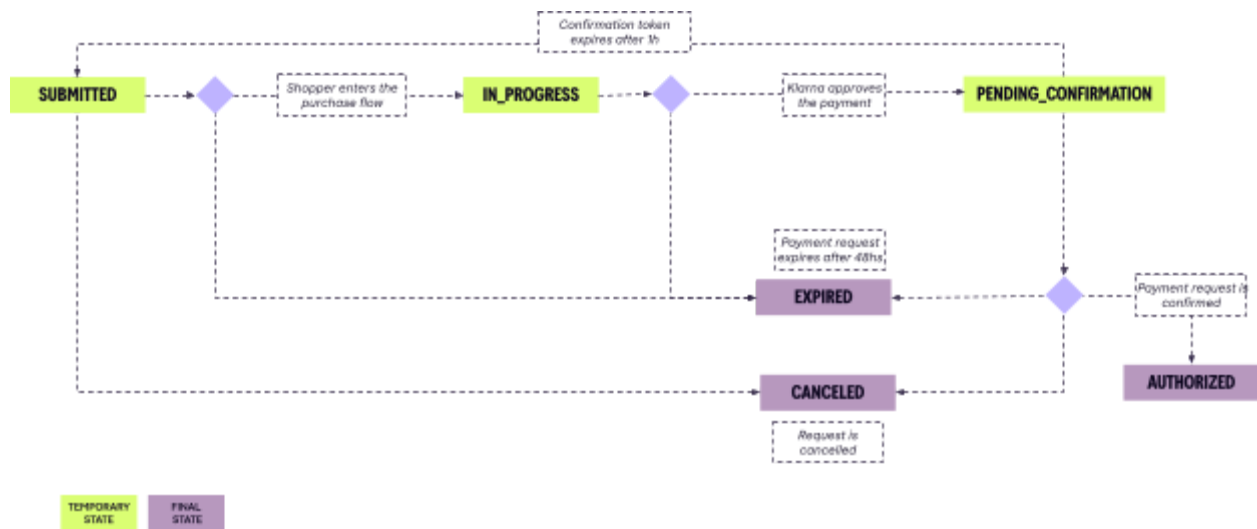 Confirmation token
expires after 1h
SUBMITTED
Shopper enters the
purchase flow
IN_PROGRESS
Klarna approves
the payment
PENDING_CONFIRMATION
Payment request
expires after 48hs
EXPIRED
Payment request is
confirmed
CANCELED
AUTHORIZED
Request is
cancelled
TEMPORARY
STATE
FINAL
STATE